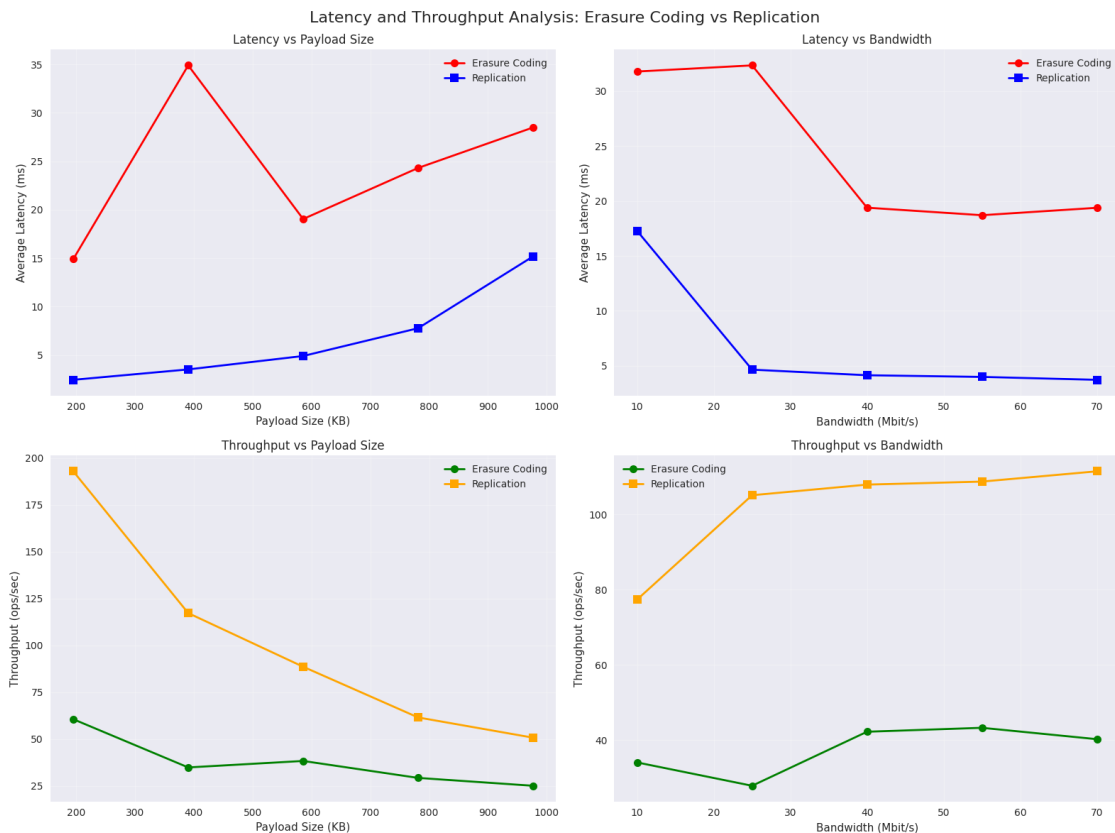 Latency and Throughput Analysis: Erasure Coding vs Replication
Latency vs Payload Size
Average Latency (ms)
35
30
25
20
15
10
5
Erasure Coding
Replication
200 300 400 500 600 700 800 900 1000
Payload Size (KB)
Latency vs Bandwidth
Average Latency (ms)
30
25
20
15
10
5
Erasure Coding
Replication
10 20 30 40 50 60 70
Bandwidth (Mbit/s)
Throughput vs Payload Size
Throughput (ops/sec)
200
175
150
125
100
75
50
25
Erasure Coding
Replication
200 300 400 500 600 700 800 900 1000
Payload Size (KB)
Throughput vs Bandwidth
Throughput (ops/sec)
100
80
60
40
Erasure Coding
Replication
10 20 30 40 50 60 70
Bandwidth (Mbit/s)